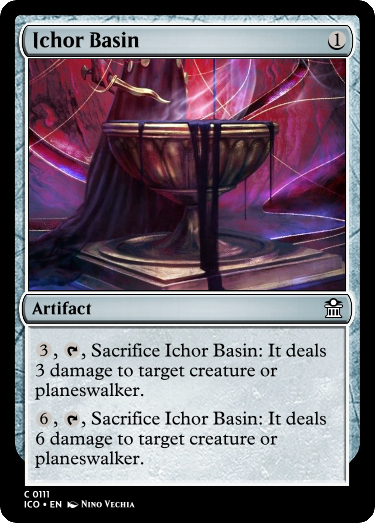 Ichor Basin 1
Artifact
3, , Sacrifice Ichor Basin: It deals
3 damage to target creature or
planeswalker.
6, , Sacrifice Ichor Basin: It deals
6 damage to target creature or
planeswalker.
C 0111
ICO • EN Nino Vechia